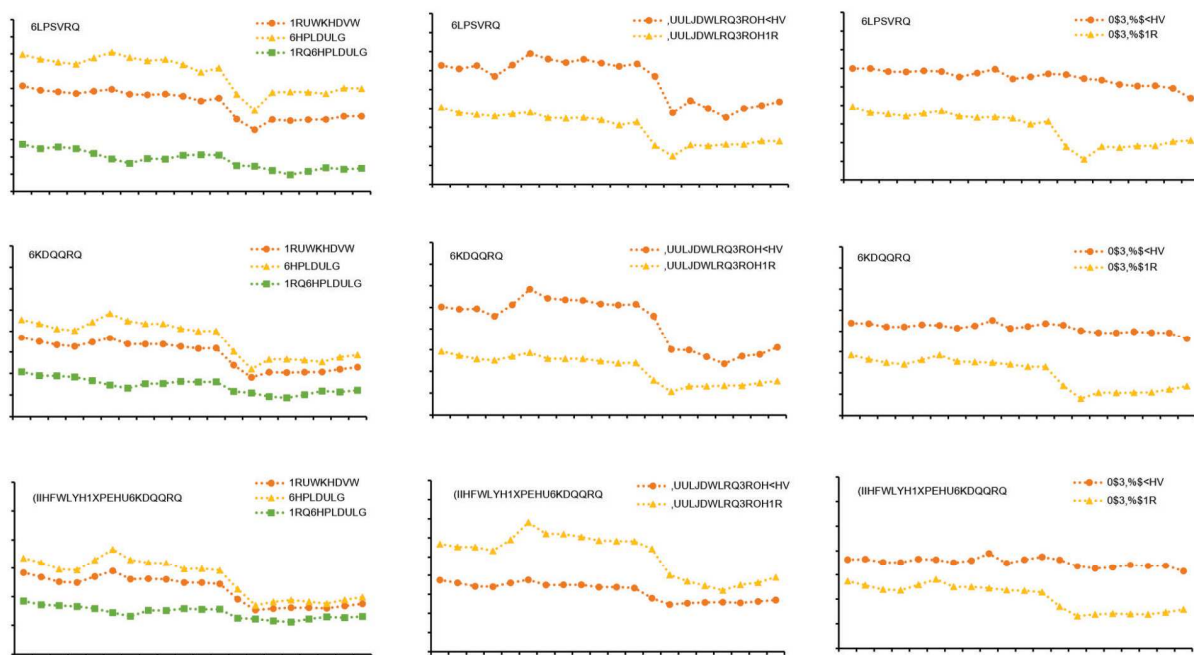 6LPSVRQ
1RUWKHDVW
6HPLDULG
1RQ6HPLDULG
6LPSVRQ
,UULJDWLRQ3ROH<HV
,UULJDWLRQ3ROH1R
6LPSVRQ
0$3,%$<HV
0$3,%$1R
6KDQQRQ
1RUWKHDVW
6HPLDULG
1RQ6HPLDULG
6KDQQRQ
,UULJDWLRQ3ROH<HV
,UULJDWLRQ3ROH1R
6KDQQRQ
0$3,%$<HV
0$3,%$1R
(IIHFWLYH1XPEHU6KDQQRQ
1RUWKHDVW
6HPLDULG
1RQ6HPLDULG
(IIHFWLYH1XPEHU6KDQQRQ
,UULJDWLRQ3ROH<HV
,UULJDWLRQ3ROH1R
(IIHFWLYH1XPEHU6KDQQRQ
0$3,%$<HV
0$3,%$1R